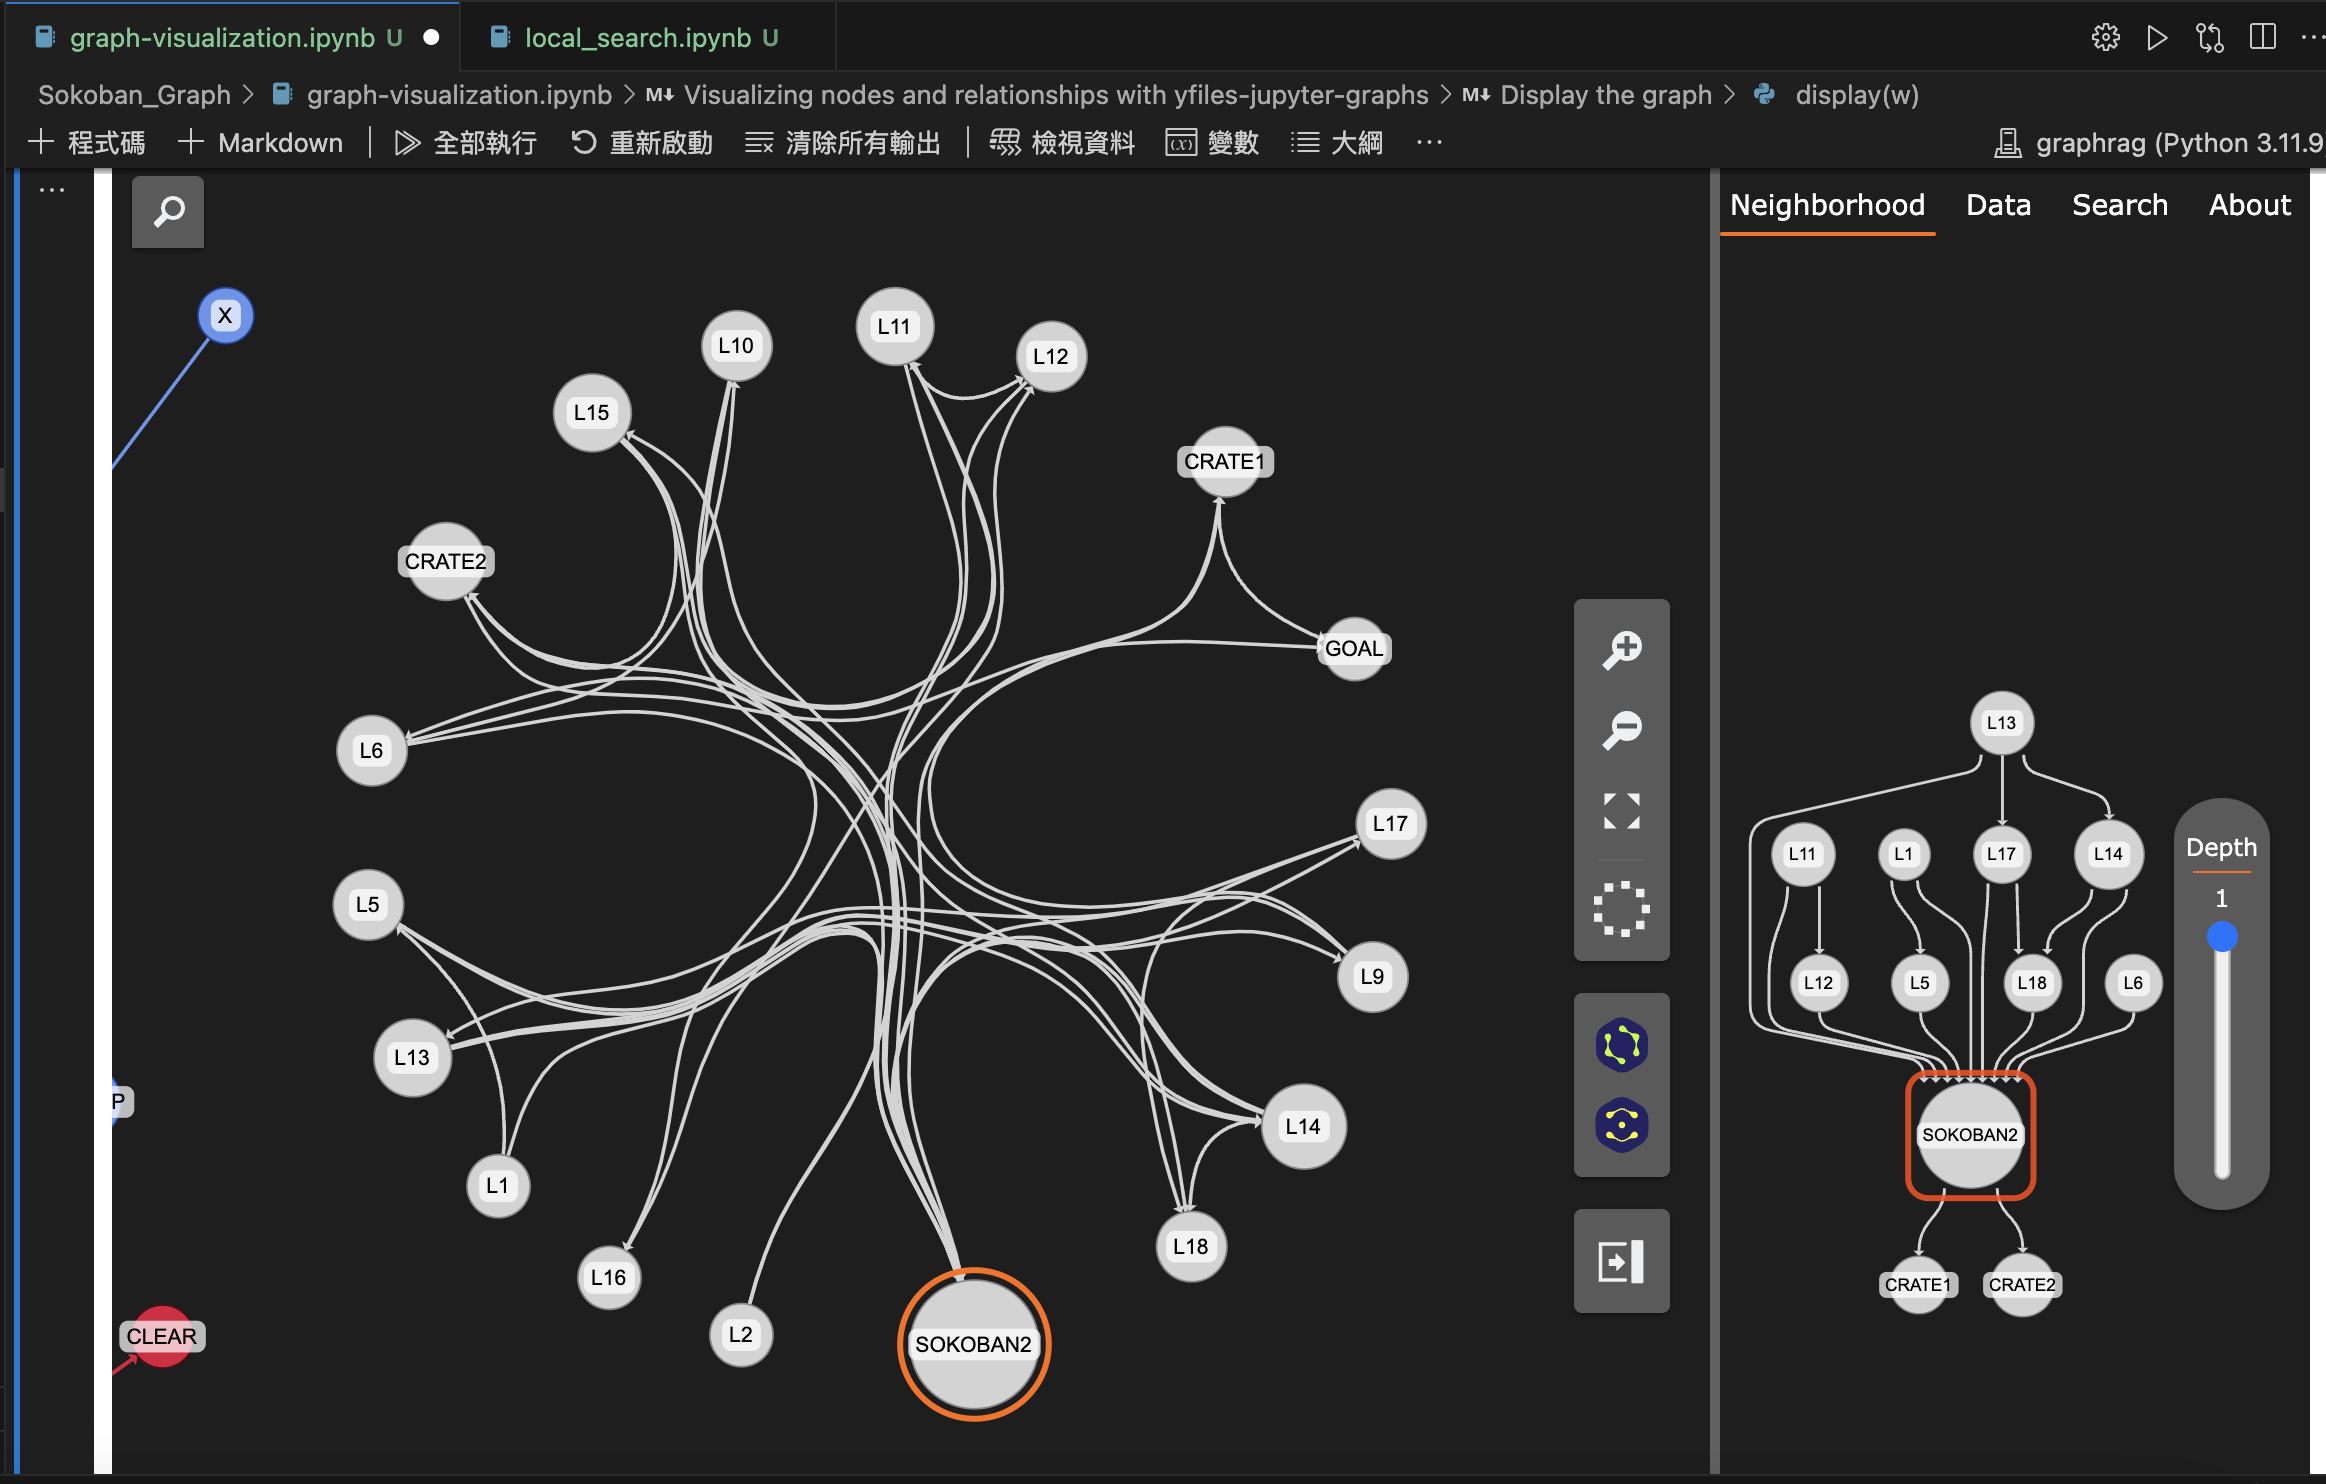 graph-visualization.ipynb U
local_search.ipynb U
Sokoban_Graph > graph-visualization.ipynb > M↓ Visualizing nodes and relationships with yfiles-jupyter-graphs > M↓ Display the graph > display(w)
+ 程式碼 + Markdown | 全部執行 重新啟動 清除所有輸出 | 檢視資料 變數 大綱 ···
graphrag (Python 3.11.9
Neighborhood Data Search About
X
L10
L11
L12
L15
CRATE1
CRATE2
GOAL
L6
L17
L5
L9
L13
P
L14
L1
L18
L16
CLEAR
L2
SOKOBAN2
L13
L11
L1
L17
L14
L12
L5
L18
L6
SOKOBAN2
CRATE1
CRATE2
Depth
1